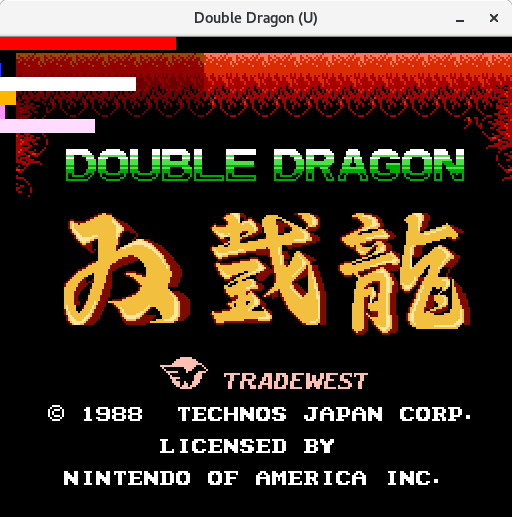 Double Dragon (U)
DOUBLE DRAGON
双截龍
TRADEWEST
© 1988 TECHNOS JAPAN CORP.
LICENSED BY
NINTENDO OF AMERICA INC.